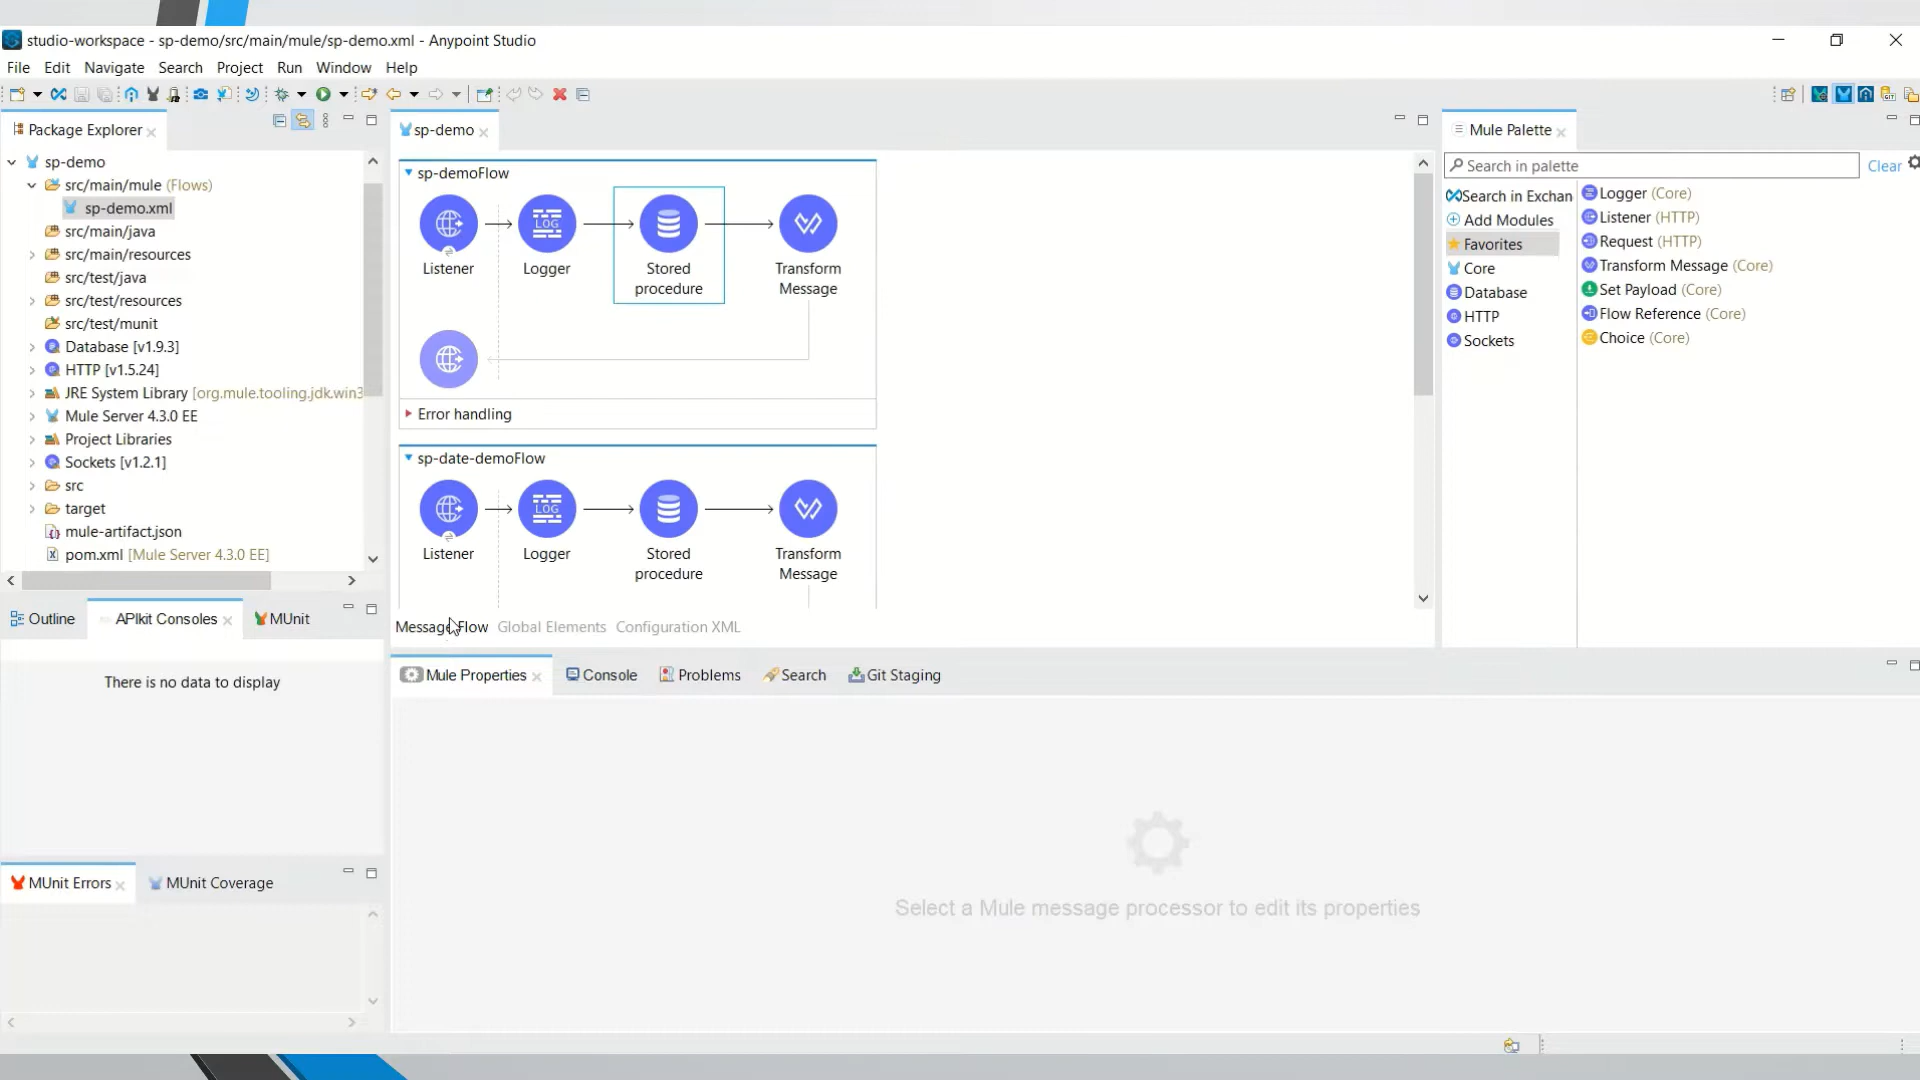 studio-workspace - sp-demo/src/main/mule/sp-demo.xml - Anypoint Studio
File Edit Navigate Search Project Run Window Help
Package Explorer
sp-demo
src/main/mule (Flows)
sp-demo.xml
src/main/java
src/main/resources
src/test/java
src/test/resources
src/test/munit
Database [v1.9.3]
HTTP [v1.5.24]
JRE System Library [org.mule.tooling.jdk.win3
Mule Server 4.3.0 EE
Project Libraries
Sockets [v1.2.1]
src
target
mule-artifact.json
pom.xml [Mule Server 4.3.0 EE]
Outline APIkit Consoles MUnit
There is no data to display
MUnit Errors MUnit Coverage
sp-demo
sp-demoFlow
LOG
Listener Logger Stored procedure Transform Message
Error handling
sp-date-demoFlow
LOG
Listener Logger Stored procedure Transform Message
Message Flow Global Elements Configuration XML
Mule Properties Console Problems Search Git Staging
Select a Mule message processor to edit its properties
Mule Palette
Search in palette Clear
Search in Exchan
Add Modules
Favorites
Core
Database
HTTP
Sockets
Logger (Core)
Listener (HTTP)
Request (HTTP)
Transform Message (Core)
Set Payload (Core)
Flow Reference (Core)
Choice (Core)